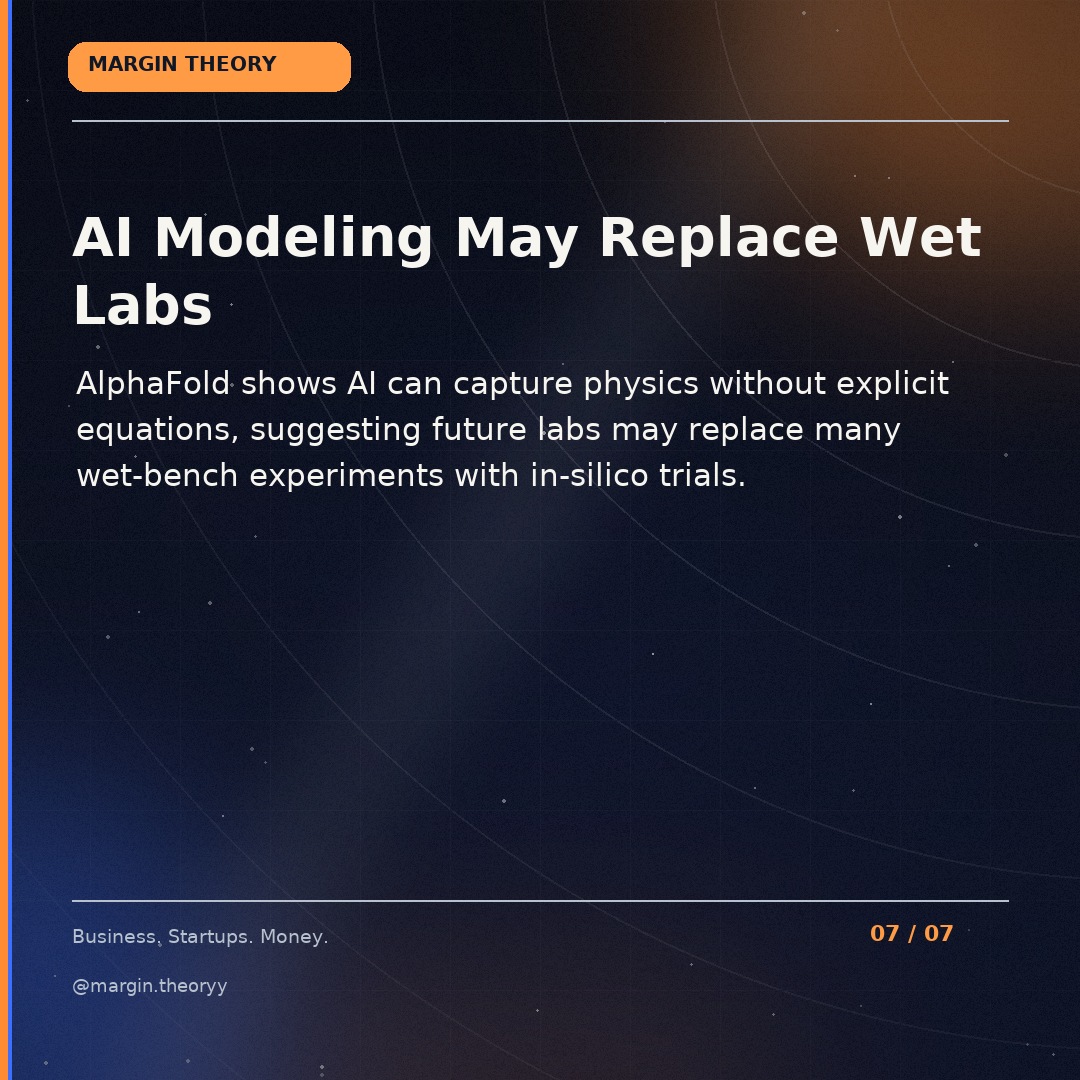 MARGIN THEORY
AI Modeling May Replace Wet
Labs
AlphaFold shows AI can capture physics without explicit
equations, suggesting future labs may replace many
wet-bench experiments with in-silico trials.
Business. Startups. Money.
07 / 07
@margin.theoryy